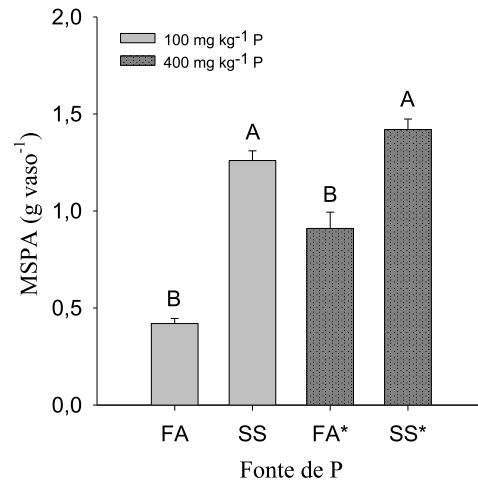 2,0
1,5
1,0
0,5
0,0
MSPA (g vaso⁻¹)
100 mg kg⁻¹ P
400 mg kg⁻¹ P
B
A
B
A
FA SS FA* SS*
Fonte de P